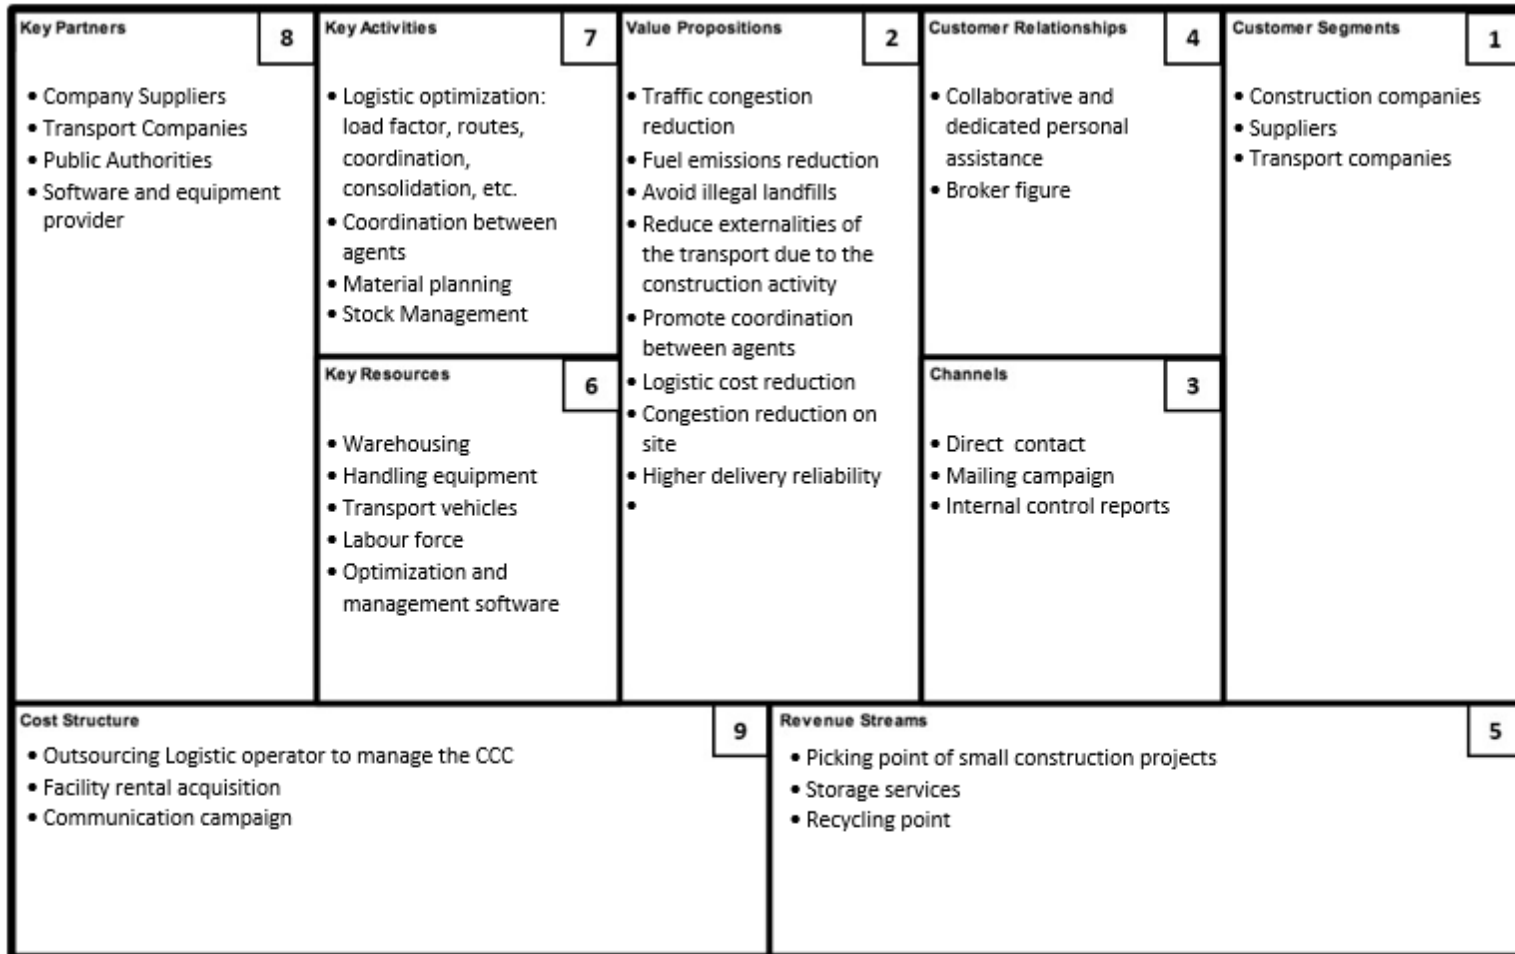 Key Partners
8
• Company Suppliers
• Transport Companies
• Public Authorities
• Software and equipment
provider
Key Activities
7
• Logistic optimization:
load factor, routes,
coordination,
consolidation, etc.
• Coordination between
agents
• Material planning
• Stock Management
Key Resources
6
• Warehousing
• Handling equipment
• Transport vehicles
• Labour force
• Optimization and
management software
Value Propositions
2
• Traffic congestion
reduction
• Fuel emissions reduction
• Avoid illegal landfills
• Reduce externalities of
the transport due to the
construction activity
• Promote coordination
between agents
• Logistic cost reduction
• Congestion reduction on
site
• Higher delivery reliability
•
Customer Relationships
4
• Collaborative and
dedicated personal
assistance
• Broker figure
Channels
3
• Direct contact
• Mailing campaign
• Internal control reports
Customer Segments
1
• Construction companies
• Suppliers
• Transport companies
Cost Structure
9
• Outsourcing Logistic operator to manage the CCC
• Facility rental acquisition
• Communication campaign
Revenue Streams
5
• Picking point of small construction projects
• Storage services
• Recycling point